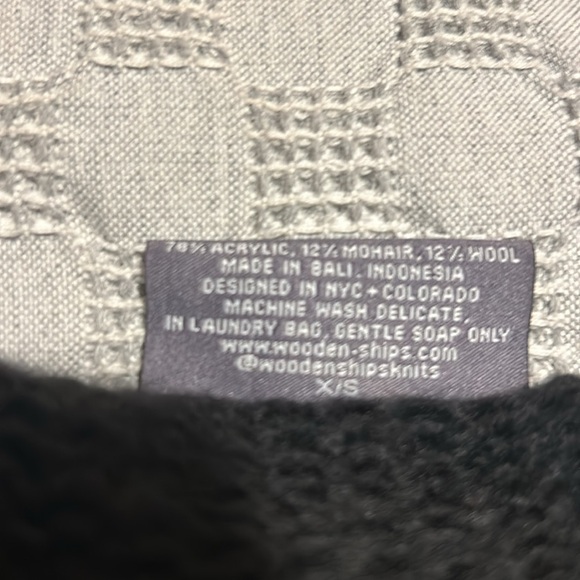 76% ACRYLIC, 12% MOHAIR, 12% WOOL
MADE IN BALI, INDONESIA
DESIGNED IN NYC + COLORADO
MACHINE WASH DELICATE,
IN LAUNDRY BAG, GENTLE SOAP ONLY
www.wooden-ships.com
@woodenshipsknits
X/S